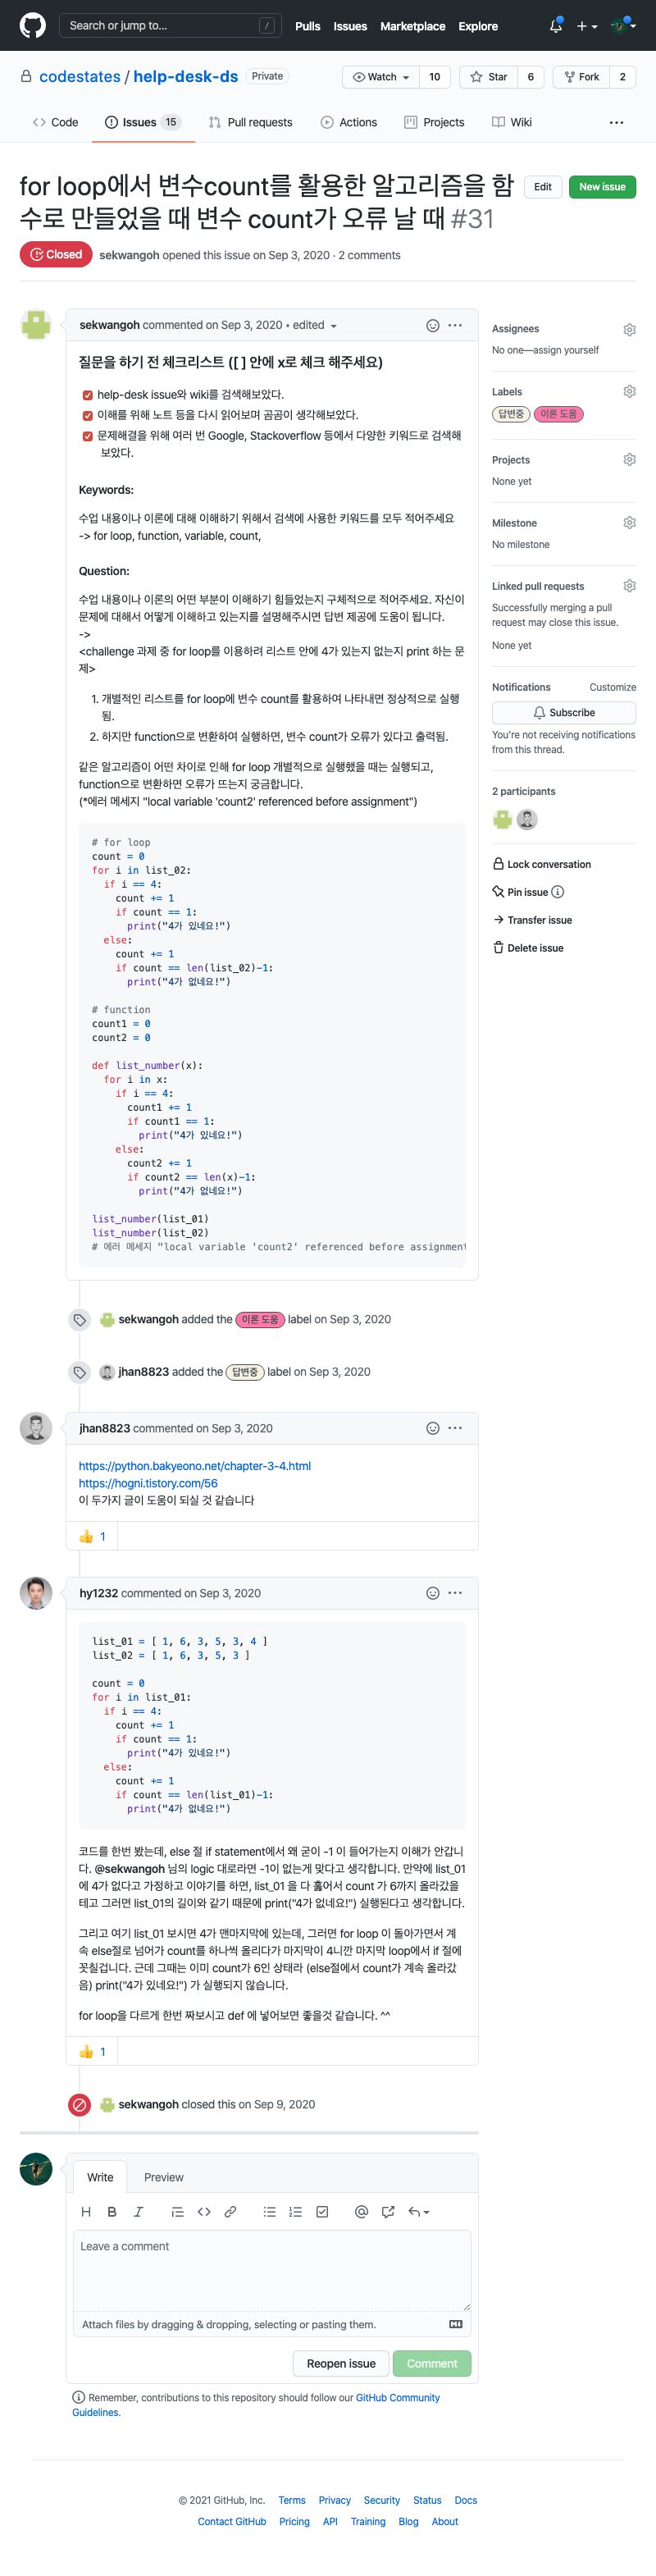 Search or jump to... /
Pulls Issues Marketplace Explore
codestates / help-desk-ds Private
Watch 10 Star 6 Fork 2
Code Issues 15 Pull requests Actions Projects Wiki
for loop에서 변수count를 활용한 알고리즘을 함
수로 만들었을 때 변수 count가 오류 날 때 #31
Edit New issue
Closed sekwangoh opened this issue on Sep 3, 2020 · 2 comments
sekwangoh commented on Sep 3, 2020 • edited
질문을 하기 전 체크리스트 ([ ] 안에 x로 체크 해주세요)
help-desk issue와 wiki를 검색해보았다.
이해를 위해 노트 등을 다시 읽어보며 곰곰이 생각해보았다.
문제해결을 위해 여러 번 Google, Stackoverflow 등에서 다양한 키워드로 검색해
보았다.
Keywords:
수업 내용이나 이론에 대해 이해하기 위해서 검색에 사용한 키워드를 모두 적어주세요
-> for loop, function, variable, count,
Question:
수업 내용이나 이론의 어떤 부분이 이해하기 힘들었는지 구체적으로 적어주세요. 자신이
문제에 대해서 어떻게 이해하고 있는지를 설명해주시면 답변 제공에 도움이 됩니다.
->
<challenge 과제 중 for loop를 이용하려 리스트 안에 4가 있는지 없는지 print 하는 문
제>
1. 개별적인 리스트를 for loop에 변수 count를 활용하여 나타내면 정상적으로 실행
됨.
2. 하지만 function으로 변환하여 실행하면, 변수 count가 오류가 있다고 출력됨.
같은 알고리즘이 어떤 차이로 인해 for loop 개별적으로 실행했을 때는 실행되고,
function으로 변환하면 오류가 뜨는지 궁금합니다.
(*에러 메세지 "local variable 'count2' referenced before assignment")
# for loop
count = 0
for i in list_02:
if i == 4:
count += 1
if count == 1:
print("4가 있네요!")
else:
count += 1
if count == len(list_02)-1:
print("4가 없네요!")
# function
count1 = 0
count2 = 0
def list_number(x):
for i in x:
if i == 4:
count1 += 1
if count1 == 1:
print("4가 있네요!")
else:
count2 += 1
if count2 == len(x)-1:
print("4가 없네요!")
list_number(list_01)
list_number(list_02)
# 에러 메세지 "local variable 'count2' referenced before assignment
Assignees
No one—assign yourself
Labels
답변중 이론 도움
Projects
None yet
Milestone
No milestone
Linked pull requests
Successfully merging a pull
request may close this issue.
None yet
Notifications Customize
Subscribe
You're not receiving notifications
from this thread.
2 participants
Lock conversation
Pin issue
Transfer issue
Delete issue
sekwangoh added the 이론 도움 label on Sep 3, 2020
jhan8823 added the 답변중 label on Sep 3, 2020
jhan8823 commented on Sep 3, 2020
https://python.bakyeono.net/chapter-3-4.html
https://hogni.tistory.com/56
이 두가지 글이 도움이 되실 것 같습니다
1
hy1232 commented on Sep 3, 2020
list_01 = [ 1, 6, 3, 5, 3, 4 ]
list_02 = [ 1, 6, 3, 5, 3 ]
count = 0
for i in list_01:
if i == 4:
count += 1
if count == 1:
print("4가 있네요!")
else:
count += 1
if count == len(list_01)-1:
print("4가 없네요!")
코드를 한번 봤는데, else 절 if statement에서 왜 굳이 -1 이 들어가는지 이해가 안갑니
다. @sekwangoh 님의 logic 대로라면 -1이 없는게 맞다고 생각합니다. 만약에 list_01
에 4가 없다고 가정하고 이야기를 하면, list_01 을 다 훓어서 count 가 6까지 올라갔을
테고 그러면 list_01의 길이와 같기 때문에 print("4가 없네요!") 실행된다고 생각합니다.
그리고 여기 list_01 보시면 4가 맨마지막에 있는데, 그러면 for loop 이 돌아가면서 계
속 else절로 넘어가 count를 하나씩 올리다가 마지막이 4니깐 마지막 loop에서 if 절에
꼿칠겁니다. 근데 그때는 이미 count가 6인 상태라 (else절에서 count가 계속 올라갔
음) print("4가 있네요!") 가 실행되지 않습니다.
for loop을 다르게 한번 짜보시고 def 에 넣어보면 좋을것 같습니다. ^^
1
sekwangoh closed this on Sep 9, 2020
Write Preview
Leave a comment
Attach files by dragging & dropping, selecting or pasting them.
Reopen issue Comment
Remember, contributions to this repository should follow our GitHub Community
Guidelines.
© 2021 GitHub, Inc. Terms Privacy Security Status Docs
Contact GitHub Pricing API Training Blog About